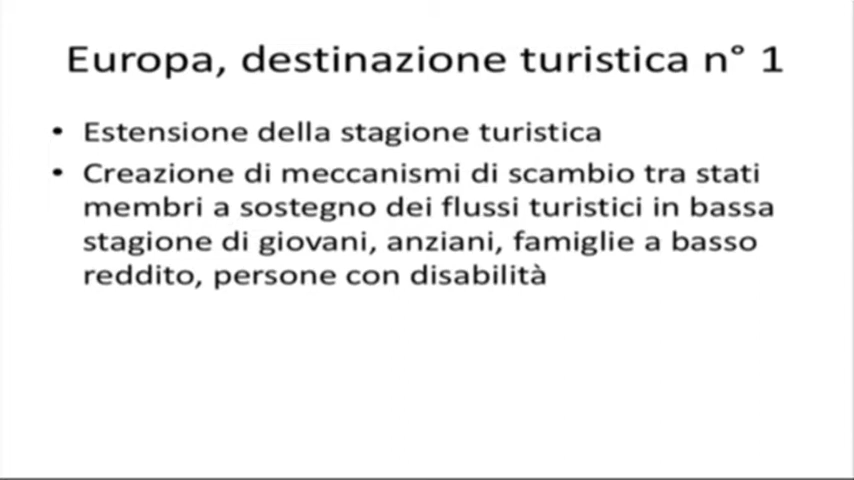 Europa, destinazione turistica n° 1
• Estensione della stagione turistica
• Creazione di meccanismi di scambio tra stati
membri a sostegno dei flussi turistici in bassa
stagione di giovani, anziani, famiglie a basso
reddito, persone con disabilità